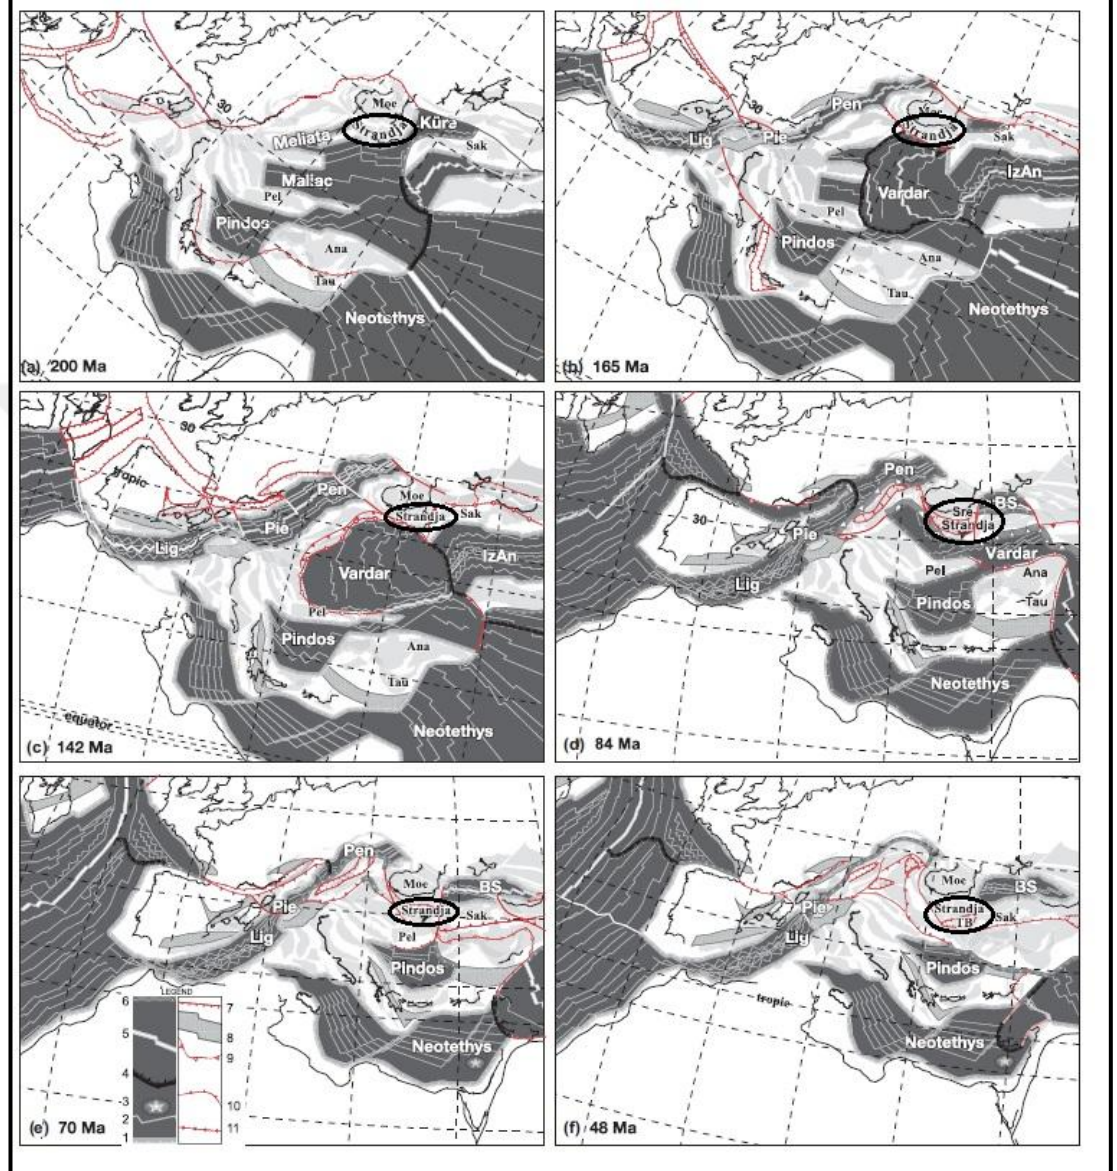 30
Moe
Strandja
Küre
Meliata
Sak
Maliac
Pel
Pindos
Ana
Tau
Neotethys
(a) 200 Ma
30
Pen
Moe
Strandja
Sak
Lig
Pie
IzAn
Vardar
Pel
Pindos
Ana
Tau
Neotethys
(b) 165 Ma
30
tropic
Pen
Moe
Strandja
Sak
Pie
Lig
IzAn
Vardar
Pel
Pindos
Ana
Tau
equator
Neotethys
(c) 142 Ma
Pen
BS
Sre
Strandja
30
Pie
Vardar
Lig
Pel
Ana
Pindos
Tau
Neotethys
(d) 84 Ma
Pen
Moe
BS
Pie
Strandja
Sak
Lig
Pel
Pindos
LEGEND
6
7
8
5
9
4
3
10
2
11
1
Neotethys
(e) 70 Ma
Moe
BS
Pie
Strandja
TB
Sak
Lig
Pindos
tropic
Neotethys
(f) 48 Ma